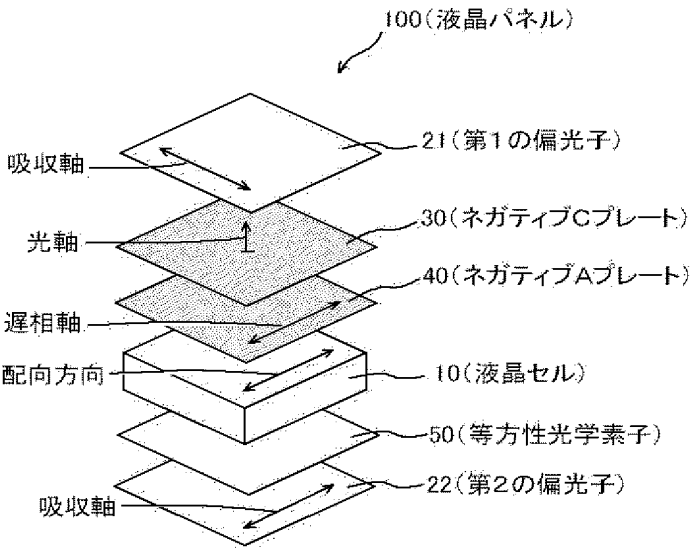 100(液晶パネル)
21(第1の偏光子)
吸収軸
30(ネガティブCプレート)
光軸
40(ネガティブAプレート)
遅相軸
配向方向
10(液晶セル)
50(等方性光学素子)
22(第2の偏光子)
吸収軸